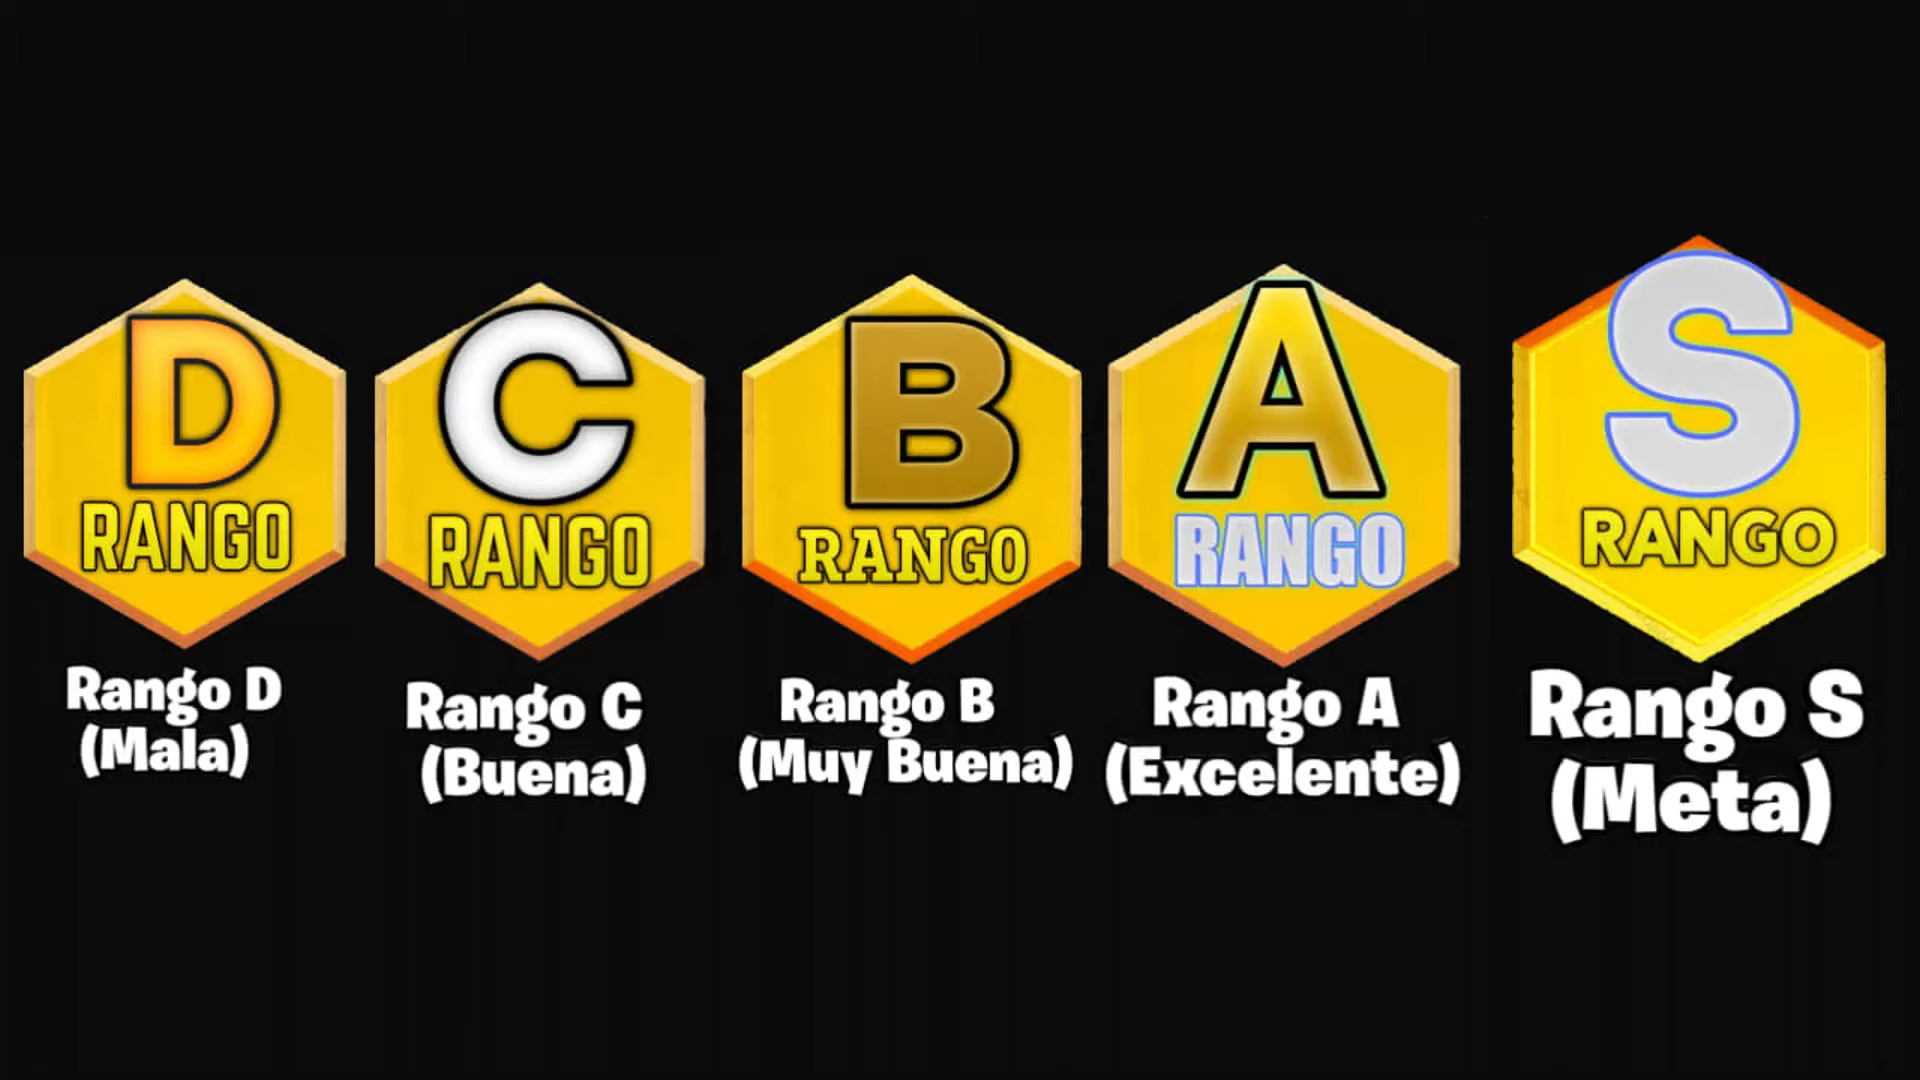 D
RANGO
Rango D
(Mala)
C
RANGO
Rango C
(Buena)
B
RANGO
Rango B
(Muy Buena)
A
RANGO
Rango A
(Excelente)
S
RANGO
Rango S
(Meta)